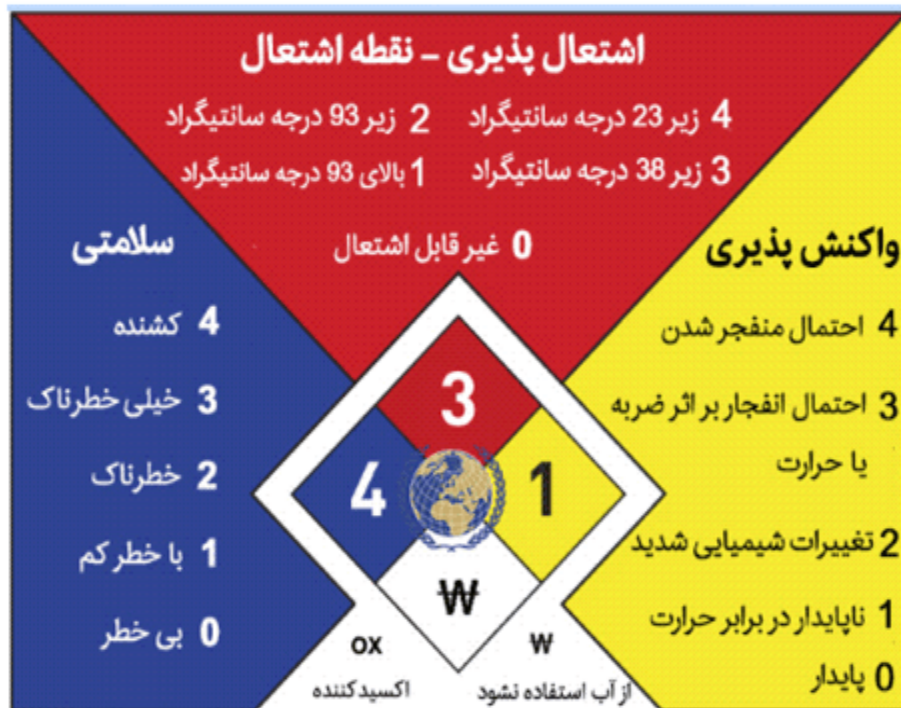 اشتعال پذیری - نقطه اشتعال
4 زیر 23 درجه سانتیگراد
2 زیر 93 درجه سانتیگراد
3 زیر 38 درجه سانتیگراد
1 بالای 93 درجه سانتیگراد
0 غیر قابل اشتعال
واکنش پذیری
4 احتمال منفجر شدن
3 احتمال انفجار بر اثر ضربه
یا حرارت
2 تغییرات شیمیایی شدید
1 ناپایدار در برابر حرارت
0 پایدار
سلامتی
4 کشنده
3 خیلی خطرناک
2 خطرناک
1 با خطر کم
0 بی خطر
3
4
1
W
W
از آب استفاده نشود
OX
اکسید کننده